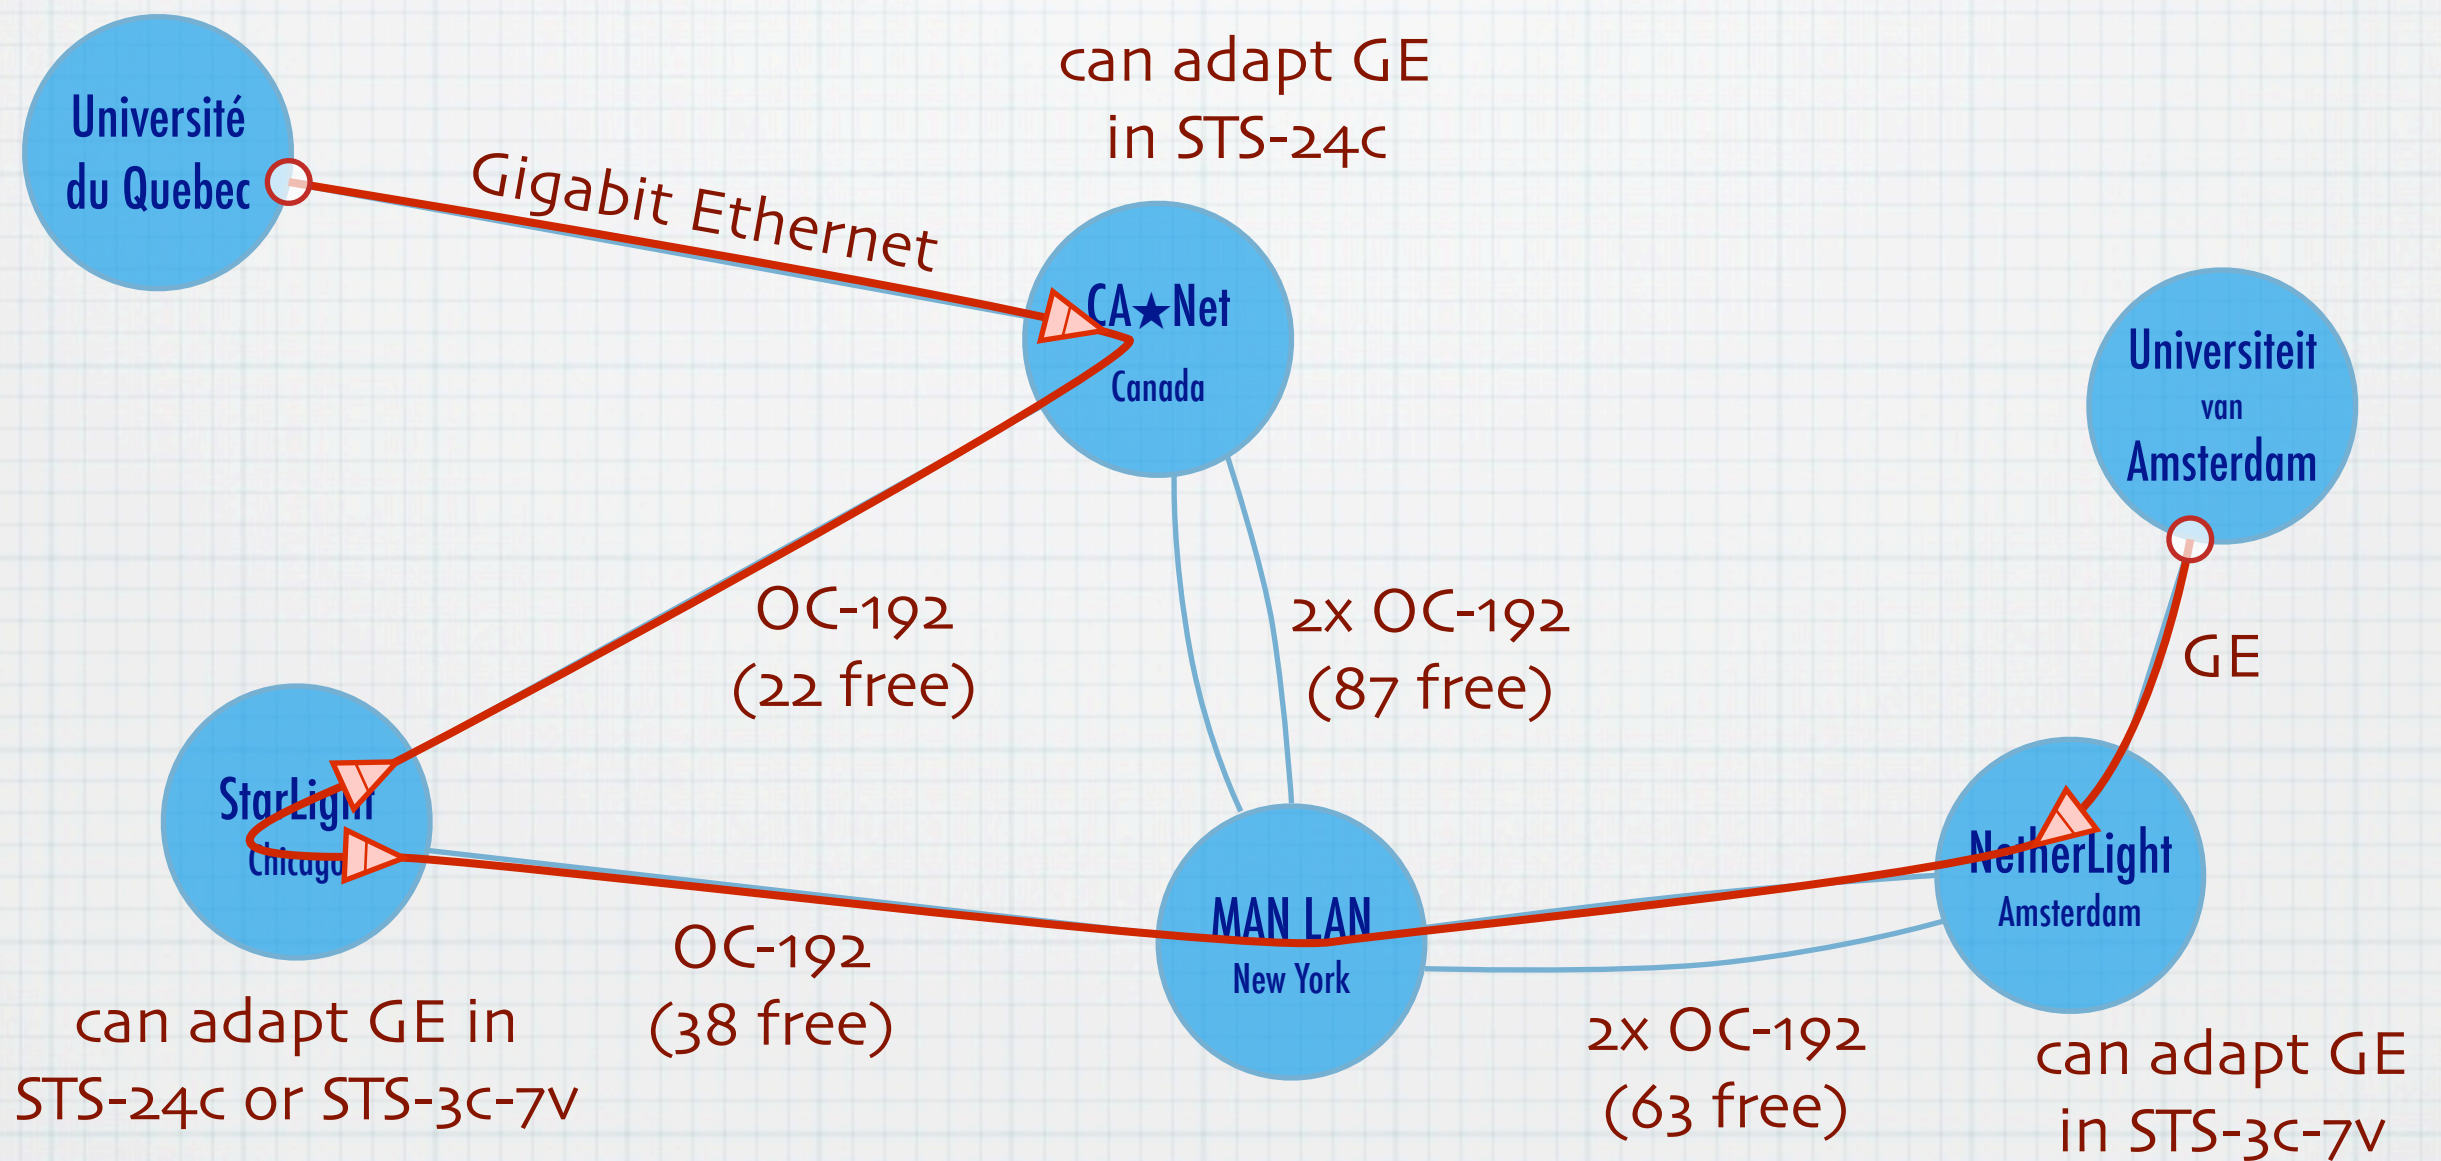 can adapt GE
in STS-24c
Université
du Quebec
Gigabit Ethernet
CA★Net
Canada
Universiteit
van
Amsterdam
OC-192
(22 free)
2x OC-192
(87 free)
GE
StarLight
Chicago
NetherLight
Amsterdam
MAN LAN
New York
OC-192
(38 free)
can adapt GE in
STS-24c or STS-3c-7v
2x OC-192
(63 free)
can adapt GE
in STS-3c-7v